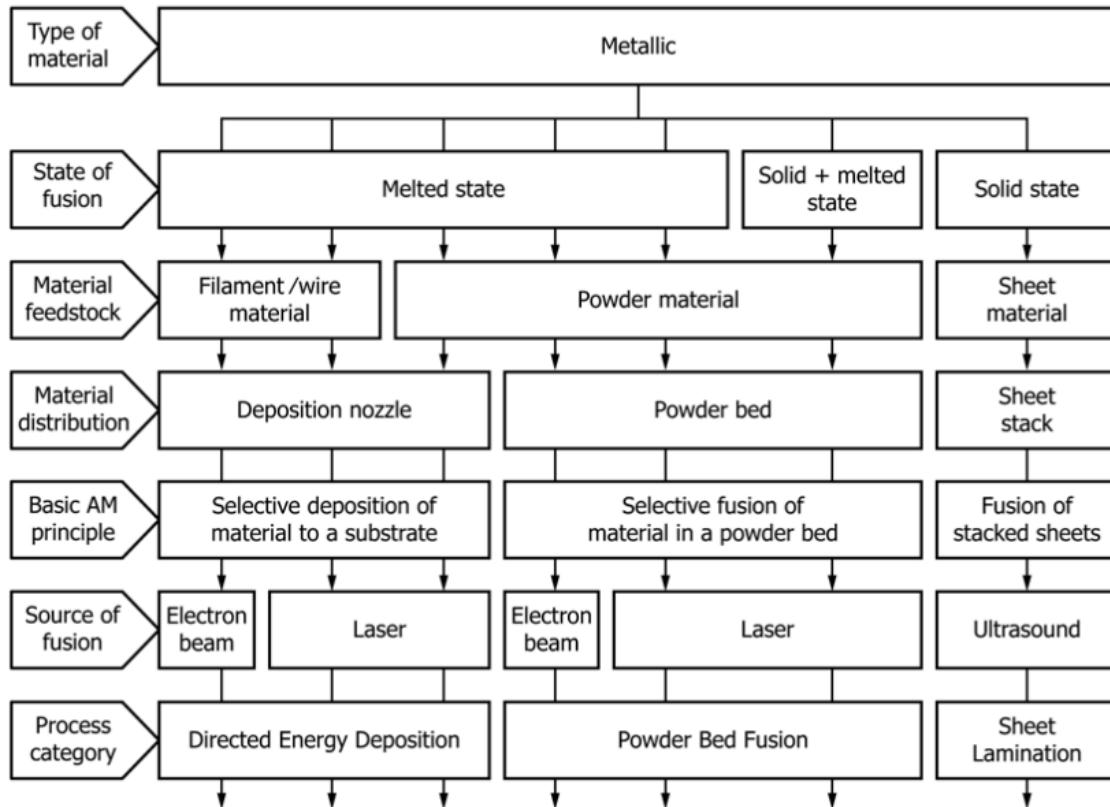 Type of
material
Metallic
State of
fusion
Melted state
Solid + melted
state
Solid state
Material
feedstock
Filament/wire
material
Powder material
Sheet
material
Material
distribution
Deposition nozzle
Powder bed
Sheet
stack
Basic AM
principle
Selective deposition of
material to a substrate
Selective fusion of
material in a powder bed
Fusion of
stacked sheets
Source of
fusion
Electron
beam
Laser
Electron
beam
Laser
Ultrasound
Process
category
Directed Energy Deposition
Powder Bed Fusion
Sheet
Lamination